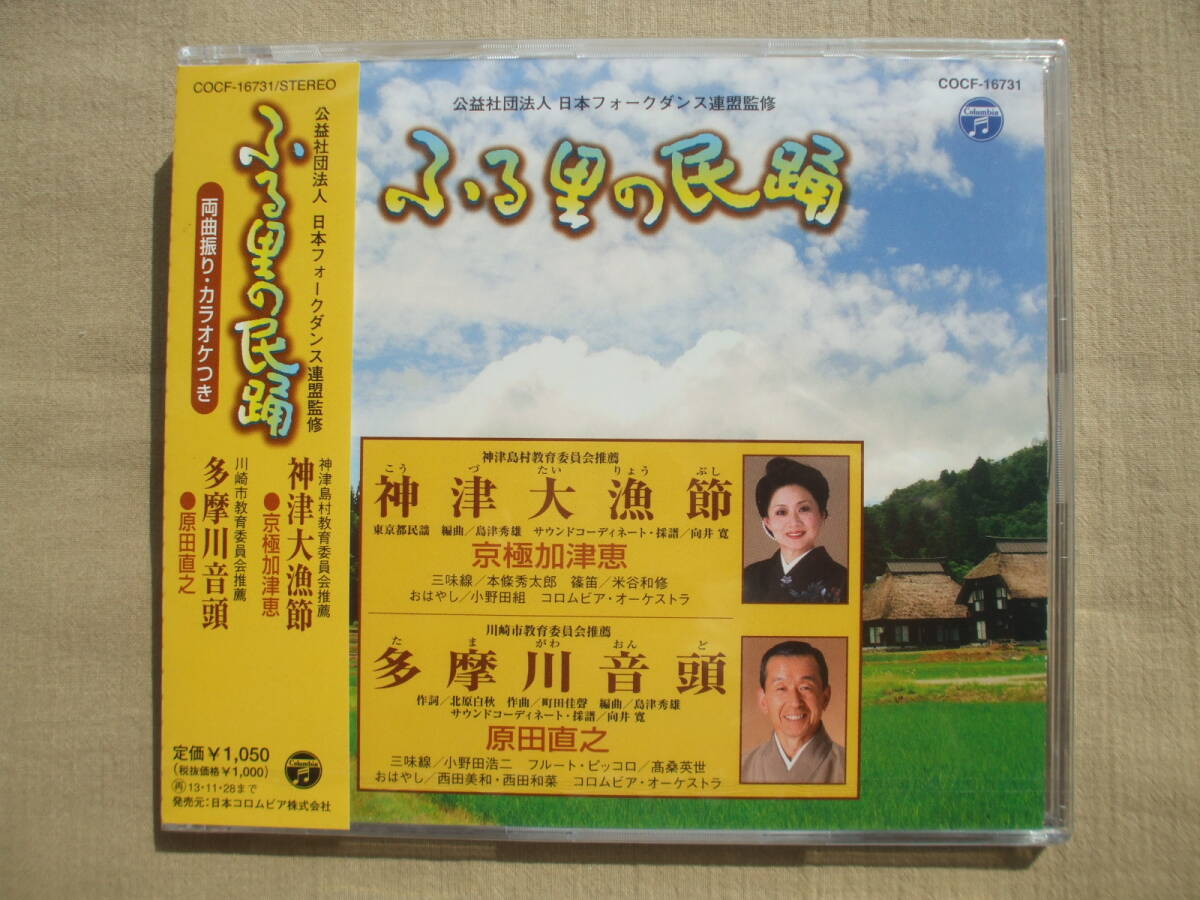 COCF-16731/STEREO
公益社団法人 日本フォークダンス連盟監修
ふる里の民踊
両曲振り・カラオケつき
神津島村教育委員会推薦
神津大漁節
●京極加津恵
川崎市教育委員会推薦
多摩川音頭
●原田直之
定価￥1,050
(税抜価格￥1,000)
再13・11・28まで
発売元:日本コロムビア株式会社
Columbia
COCF-16731
Columbia
公益社団法人 日本フォークダンス連盟監修
ふる里の民踊
神津島村教育委員会推薦
こう づ たい りょう ぶし
神津大漁節
東京都民謡 編曲／島津秀雄 サウンドコーディネート・採譜／向井 寛
京極加津恵
三味線／本條秀太郎 篠笛／米谷和修
おはやし／小野田組 コロムビア・オーケストラ
川崎市教育委員会推薦
た ま がわ おん ど
多摩川音頭
作詞／北原白秋 作曲／町田佳聲 編曲／島津秀雄
サウンドコーディネート・採譜／向井 寛
原田直之
三味線／小野田浩二 フルート・ピッコロ／髙桑英世
おはやし／西田美和・西田和菜 コロムビア・オーケストラ